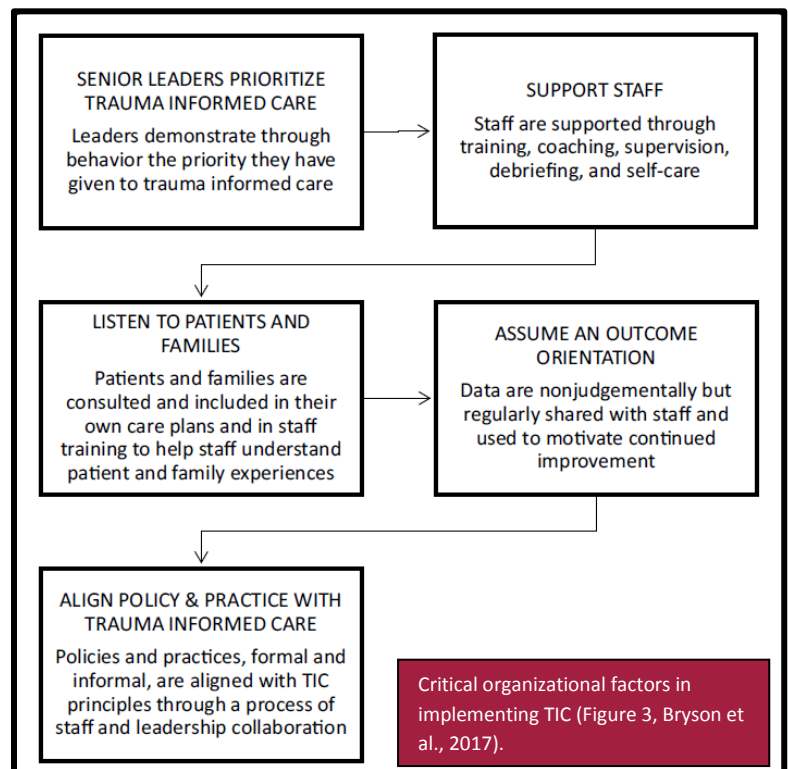 SENIOR LEADERS PRIORITIZE
TRAUMA INFORMED CARE
Leaders demonstrate through
behavior the priority they have
given to trauma informed care
SUPPORT STAFF
Staff are supported through
training, coaching, supervision,
debriefing, and self-care
LISTEN TO PATIENTS AND
FAMILIES
Patients and families are
consulted and included in their
own care plans and in staff
training to help staff understand
patient and family experiences
ASSUME AN OUTCOME
ORIENTATION
Data are nonjudgementally but
regularly shared with staff and
used to motivate continued
improvement
ALIGN POLICY & PRACTICE WITH
TRAUMA INFORMED CARE
Policies and practices, formal and
informal, are aligned with TIC
principles through a process of
staff and leadership collaboration
Critical organizational factors in
implementing TIC (Figure 3, Bryson et
al., 2017).